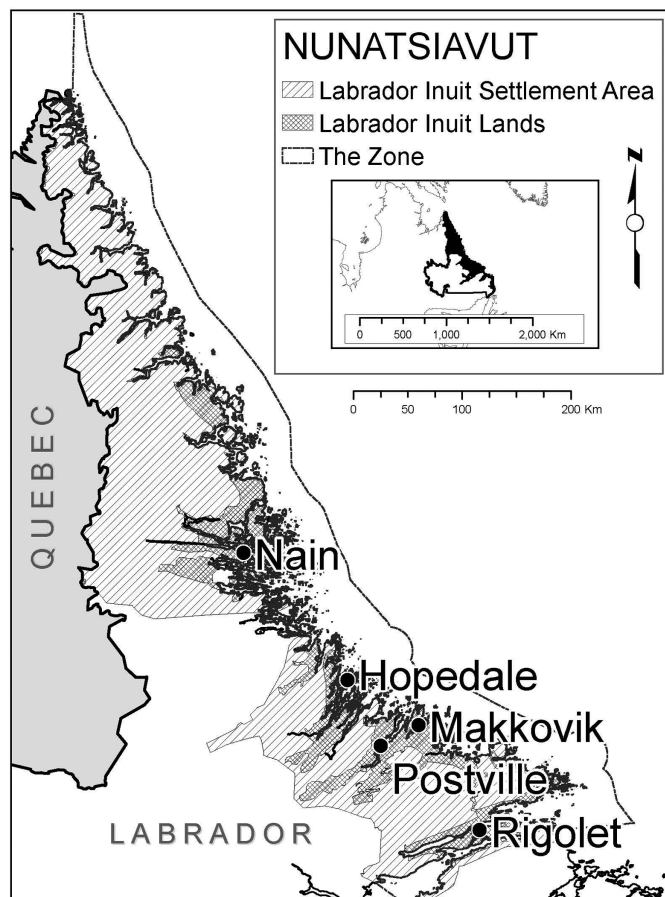 NUNATSIAVUT
Labrador Inuit Settlement Area
Labrador Inuit Lands
The Zone
N
0 500 1,000 2,000 Km
0 25 50 100 200 Km
QUEBEC
Nain
Hopedale
Makkovik
Postville
Rigolet
LABRADOR